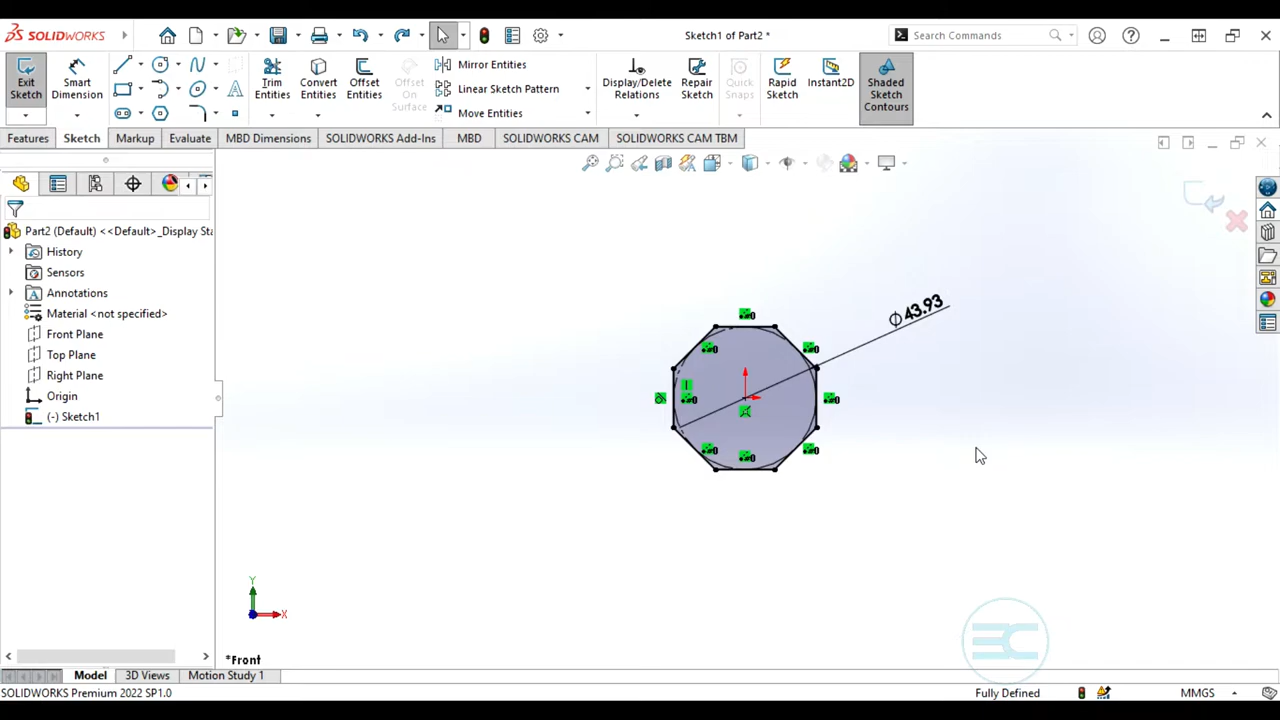 SOLIDWORKS
Sketch1 of Part2 *
Search Commands
Exit Sketch
Smart Dimension
Trim Entities
Convert Entities
Offset Entities
Offset On Surface
Mirror Entities
Linear Sketch Pattern
Move Entities
Display/Delete Relations
Repair Sketch
Quick Snaps
Rapid Sketch
Instant2D
Shaded Sketch Contours
Features
Sketch
Markup
Evaluate
MBD Dimensions
SOLIDWORKS Add-Ins
MBD
SOLIDWORKS CAM
SOLIDWORKS CAM TBM
Part2 (Default) <<Default>_Display Sta
History
Sensors
Annotations
Material <not specified>
Front Plane
Top Plane
Right Plane
Origin
(-) Sketch1
∅43.93
Y
X
*Front
Model
3D Views
Motion Study 1
SOLIDWORKS Premium 2022 SP1.0
Fully Defined
MMGS